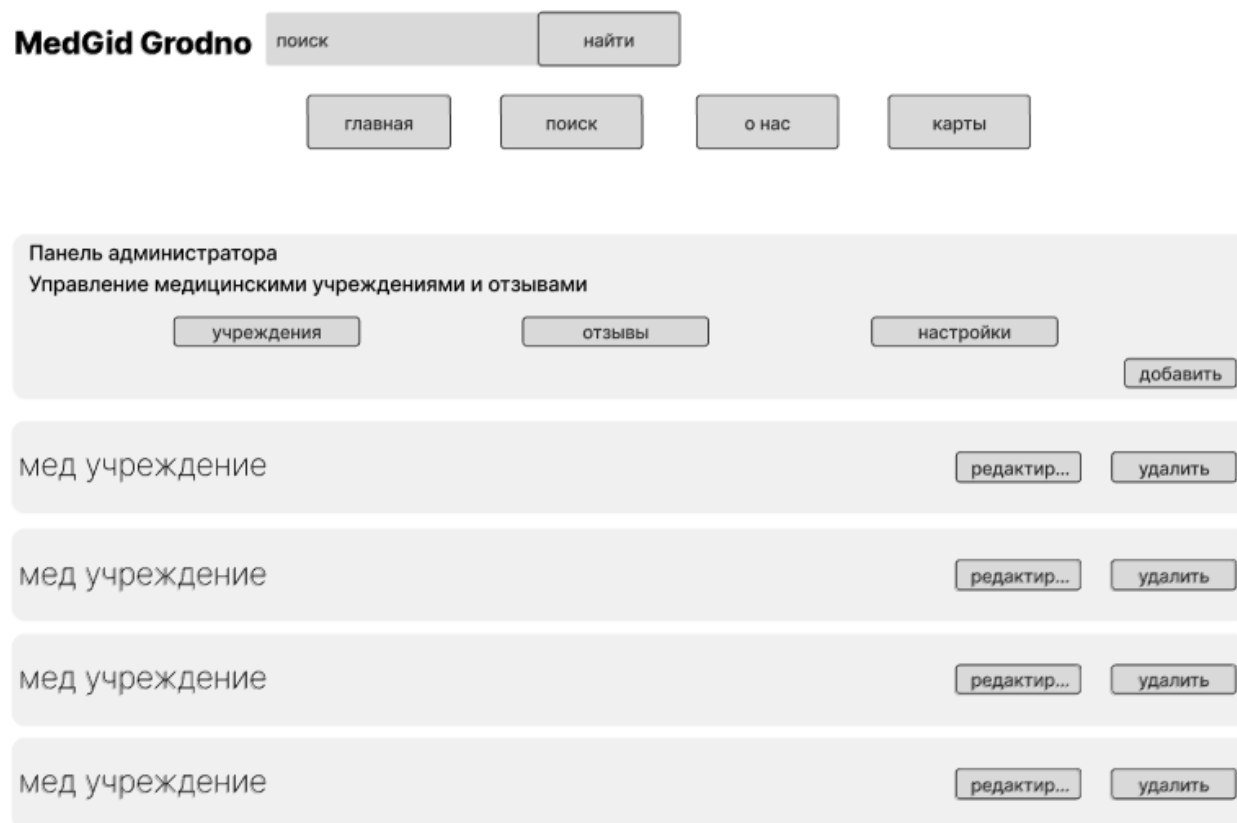 MedGid Grodno поиск найти
главная поиск о нас карты
Панель администратора
Управление медицинскими учреждениями и отзывами
учреждения отзывы настройки
добавить
мед учреждение редактир... удалить
мед учреждение редактир... удалить
мед учреждение редактир... удалить
мед учреждение редактир... удалить